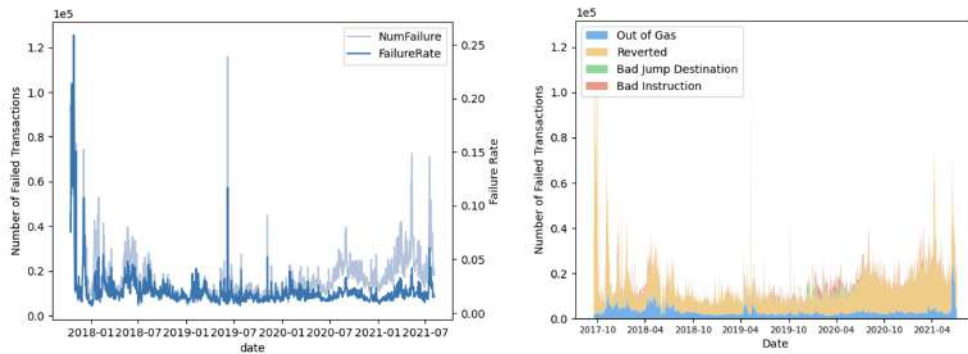 1e5
NumFailure
FailureRate
1.2
1.0
0.8
0.6
0.4
0.2
0.0
Number of Failed Transactions
0.25
0.20
0.15
0.10
0.05
0.00
Failure Rate
2018-01 2018-07 2019-01 2019-07 2020-01 2020-07 2021-01 2021-07
date
1e5
Out of Gas
Reverted
Bad Jump Destination
Bad Instruction
1.2
1.0
0.8
0.6
0.4
0.2
0.0
Number of Failed Transactions
2017-10 2018-04 2018-10 2019-04 2019-10 2020-04 2020-10 2021-04
Date